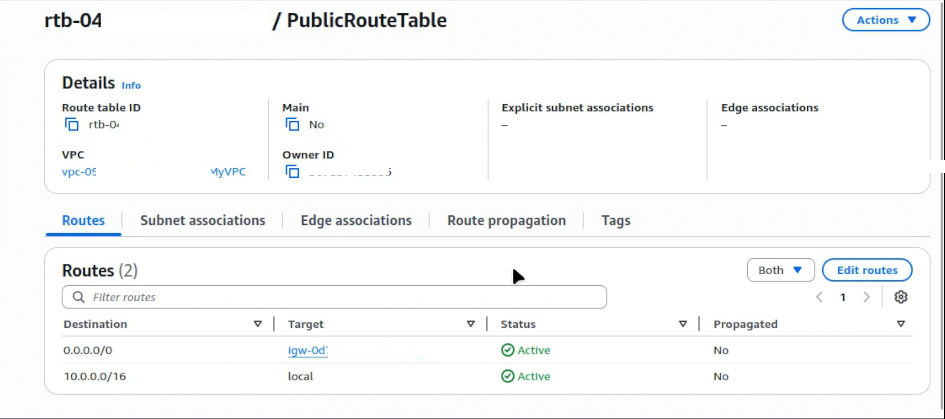 rtb-04 / PublicRouteTable
Actions
Details Info
Route table ID
rtb-04
Main
No
Explicit subnet associations
–
Edge associations
–
VPC
vpc-09 MyVPC
Owner ID
Routes Subnet associations Edge associations Route propagation Tags
Routes (2)
Both
Edit routes
Filter routes
1
Destination Target Status Propagated
0.0.0.0/0 igw-0d Active No
10.0.0.0/16 local Active No